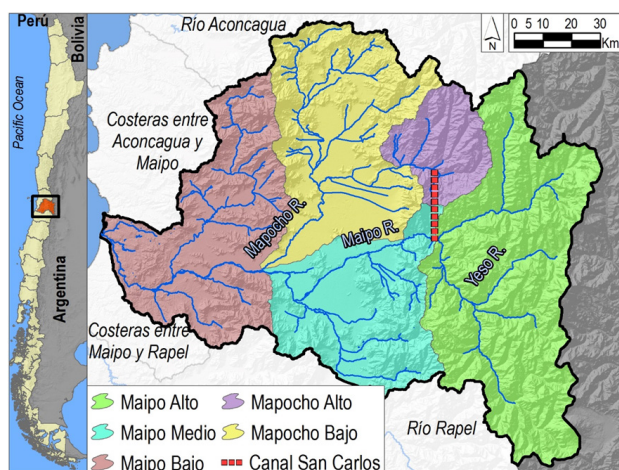 Perú
Bolivia
Pacific Ocean
Argentina
Río Aconcagua
N
0 5 10 20 30
Km
Costeras entre
Aconcagua y
Maipo
Mapocho R.
Maipo R.
Yeso R.
Costeras entre
Maipo y Rapel
Río Rapel
Maipo Alto
Mapocho Alto
Maipo Medio
Mapocho Bajo
Maipo Bajo
Canal San Carlos